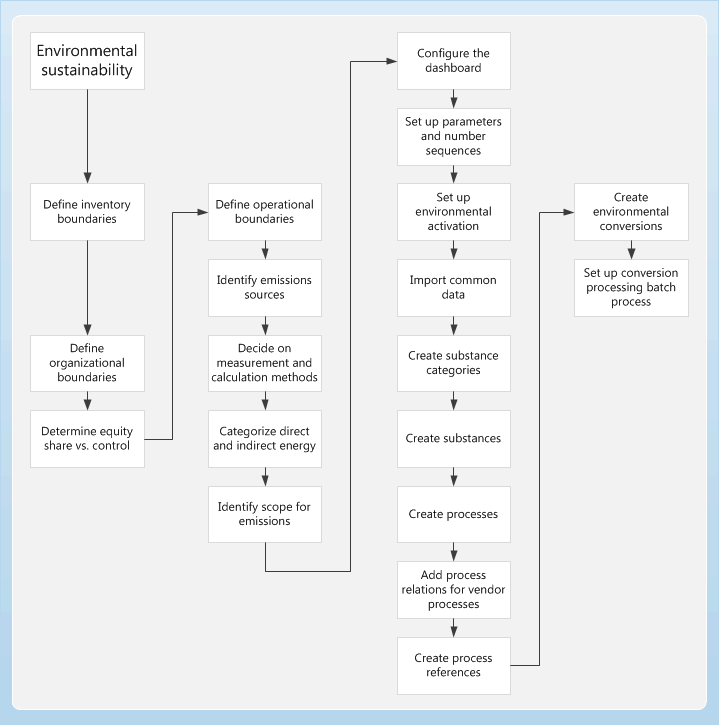 Environmental
sustainability
Define inventory
boundaries
Define
organizational
boundaries
Determine equity
share vs. control
Define operational
boundaries
Identify emissions
sources
Decide on
measurement and
calculation methods
Categorize direct
and indirect energy
Identify scope for
emissions
Configure the
dashboard
Set up parameters
and number
sequences
Set up
environmental
activation
Import common
data
Create substance
categories
Create substances
Create processes
Add process
relations for vendor
processes
Create process
references
Create
environmental
conversions
Set up conversion
processing batch
process